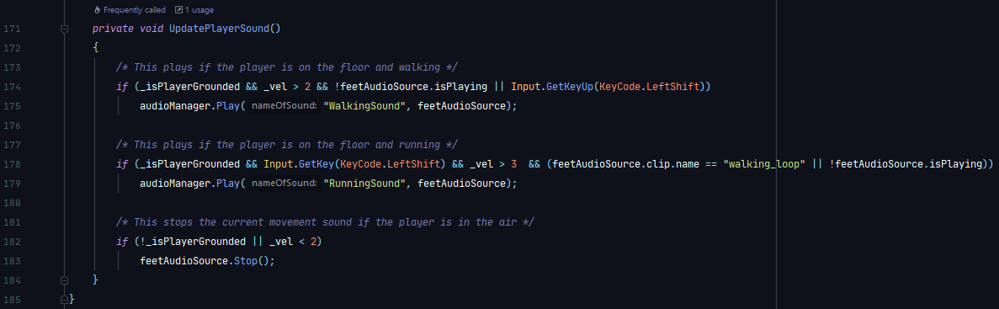 Frequently called 1 usage
171 private void UpdatePlayerSound()
172 {
173 /* This plays if the player is on the floor and walking */
174 if (_isPlayerGrounded && _vel > 2 && !feetAudioSource.isPlaying || Input.GetKeyUp(KeyCode.LeftShift))
175 audioManager.Play( nameOfSound: "WalkingSound", feetAudioSource);
176
177 /* This plays if the player is on the floor and running */
178 if (_isPlayerGrounded && Input.GetKey(KeyCode.LeftShift) && _vel > 3  && (feetAudioSource.clip.name == "walking_loop" || !feetAudioSource.isPlaying))
179 audioManager.Play( nameOfSound: "RunningSound", feetAudioSource);
180
181 /* This stops the current movement sound if the player is in the air */
182 if (!_isPlayerGrounded || _vel < 2)
183 feetAudioSource.Stop();
184 }
185 }